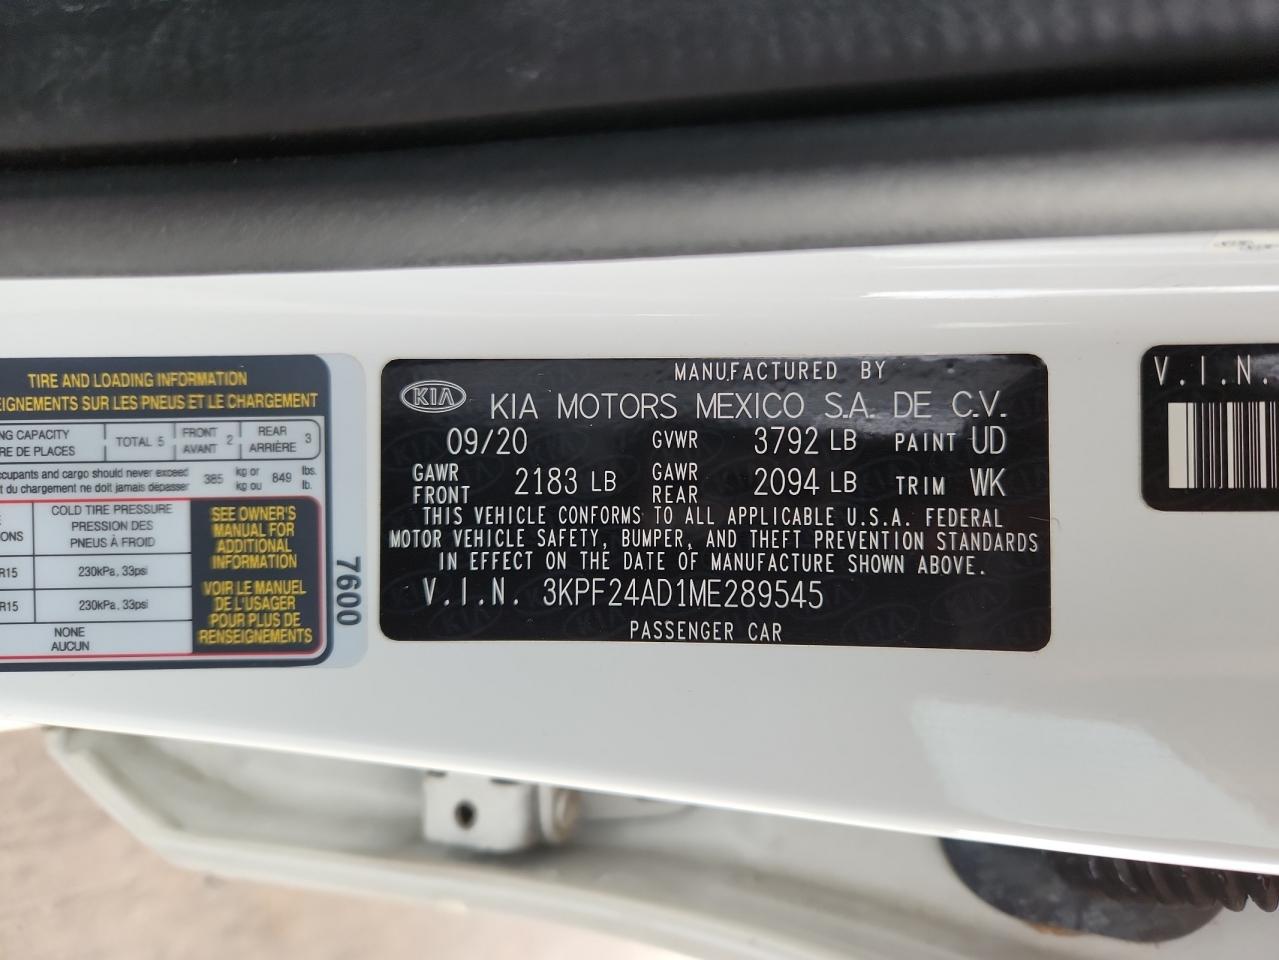 TIRE AND LOADING INFORMATION
EIGNEMENTS SUR LES PNEUS ET LE CHARGEMENT
NG CAPACITY TOTAL 5 FRONT 2 REAR 3
RE DE PLACES AVANT ARRIÈRE
cupants and cargo should never exceed 385 kg or 849 lbs.
t du chargement ne doit jamais dépasser kg ou lb.
COLD TIRE PRESSURE
ONS PRESSION DES
PNEUS À FROID
R15 230kPa, 33psi
R15 230kPa, 33psi
NONE
AUCUN
SEE OWNER'S
MANUAL FOR
ADDITIONAL
INFORMATION
VOIR LE MANUEL
DE L'USAGER
POUR PLUS DE
RENSEIGNEMENTS
7600
MANUFACTURED BY
KIA KIA MOTORS MEXICO S.A. DE C.V.
09/20 GVWR 3792 LB PAINT UD
GAWR FRONT 2183 LB GAWR REAR 2094 LB TRIM WK
THIS VEHICLE CONFORMS TO ALL APPLICABLE U.S.A. FEDERAL
MOTOR VEHICLE SAFETY, BUMPER, AND THEFT PREVENTION STANDARDS
IN EFFECT ON THE DATE OF MANUFACTURE SHOWN ABOVE.
V.I.N. 3KPF24AD1ME289545
PASSENGER CAR
V.I.N.